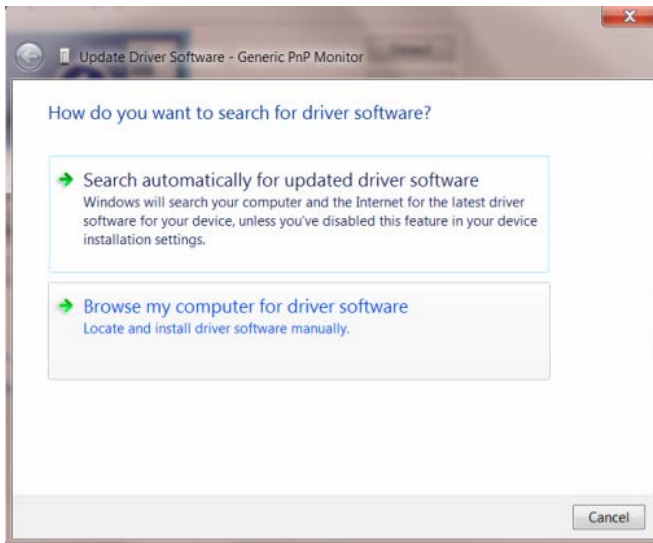 Update Driver Software - Generic PnP Monitor
How do you want to search for driver software?
Search automatically for updated driver software
Windows will search your computer and the Internet for the latest driver
software for your device, unless you've disabled this feature in your device
installation settings.
Browse my computer for driver software
Locate and install driver software manually.
Cancel